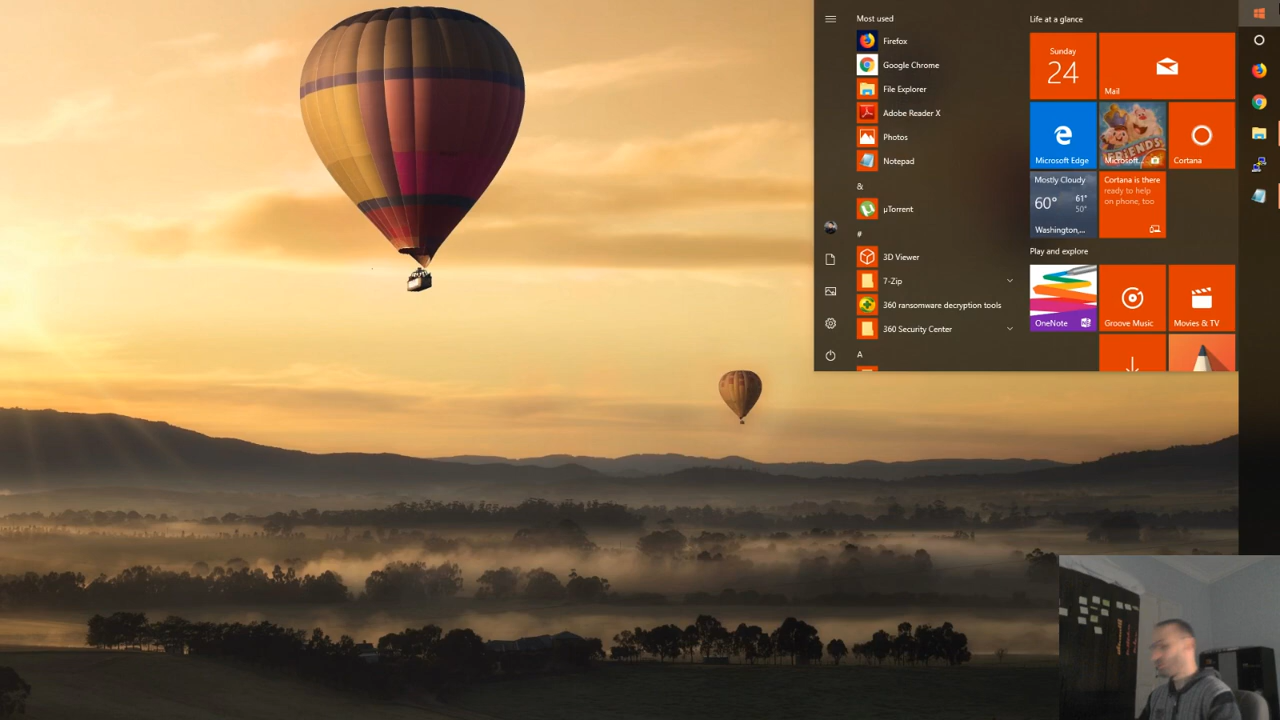 Most used
Firefox
Google Chrome
File Explorer
Adobe Reader X
Photos
Notepad
&
µTorrent
#
3D Viewer
7-Zip
360 ransomware decryption tools
360 Security Center
A
Life at a glance
Sunday
24
Mail
Microsoft Edge
FRIENDS
Microsoft...
Cortana
Mostly Cloudy
60° 61°
50°
Washington,...
Cortana is there
ready to help
on phone, too
Play and explore
OneNote
Groove Music
Movies & TV